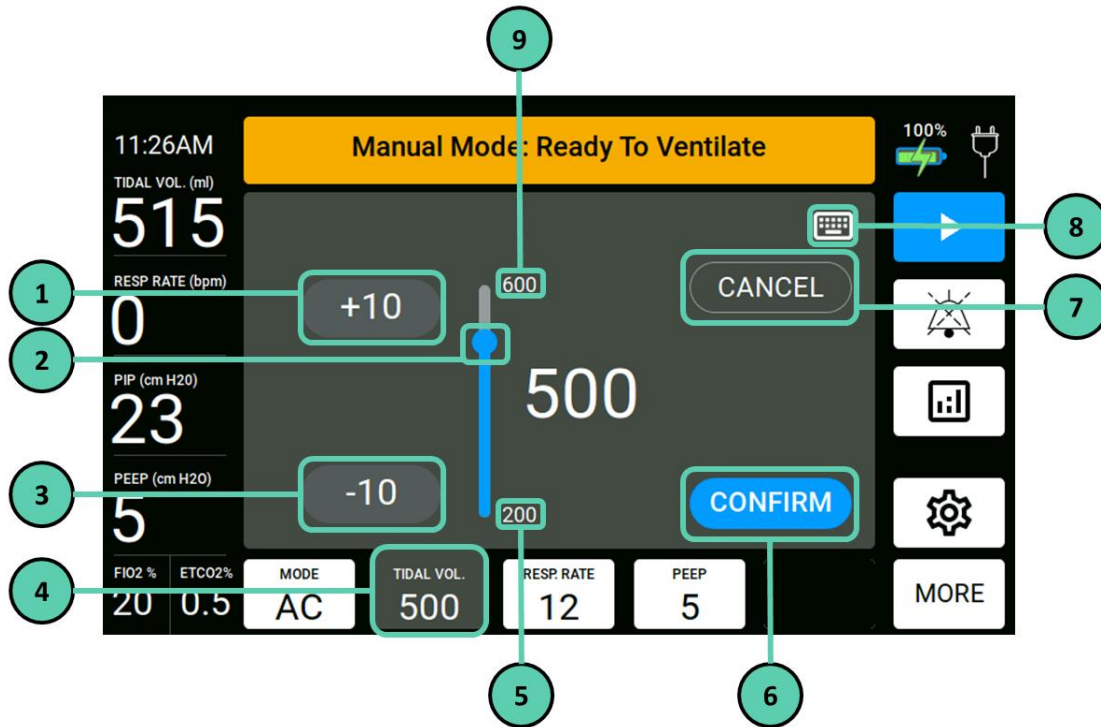 9
11:26AM
Manual Mode: Ready To Ventilate
100%
TIDAL VOL. (ml)
515
RESP RATE (bpm)
0
PIP (cm H20)
23
PEEP (cm H2O)
5
FIO2 %
20
ETCO2%
0.5
1
2
3
4
+10
-10
600
500
200
CANCEL
CONFIRM
8
7
MODE
AC
TIDAL VOL.
500
RESP. RATE
12
PEEP
5
MORE
5
6